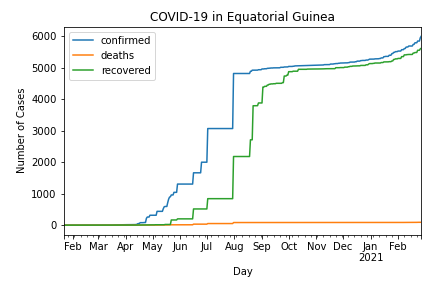 COVID-19 in Equatorial Guinea
confirmed
deaths
recovered
Number of Cases
6000
5000
4000
3000
2000
1000
0
Feb Mar Apr May Jun Jul Aug Sep Oct Nov Dec Jan Feb
2021
Day